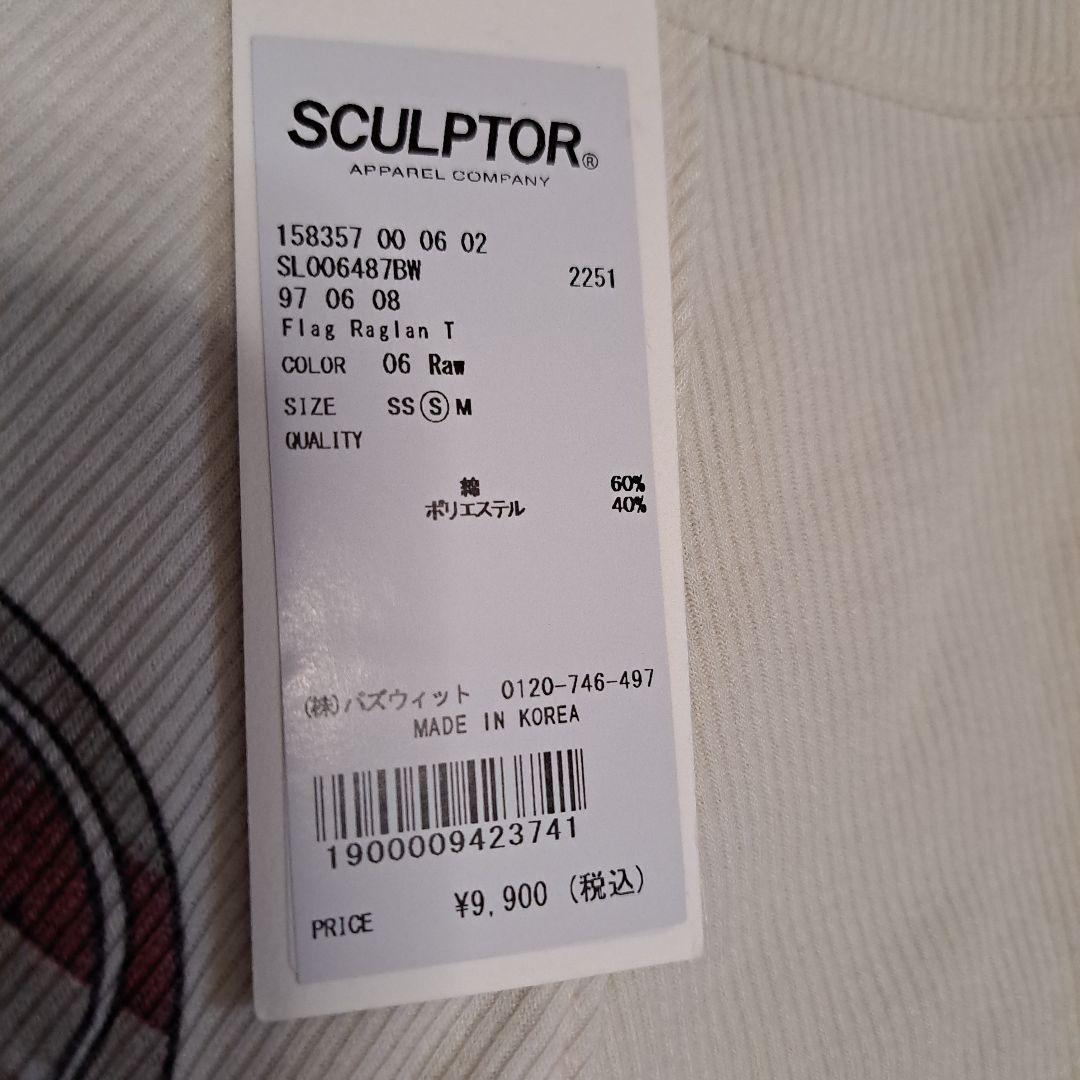 SCULPTOR®
APPAREL COMPANY
158357 00 06 02
SL006487BW 2251
97 06 08
Flag Raglan T
COLOR 06 Raw
SIZE SS Ⓢ M
QUALITY
綿 60%
ポリエステル 40%
(株)バズウィット 0120-746-497
MADE IN KOREA
1900009423741
PRICE ¥9,900 (税込)